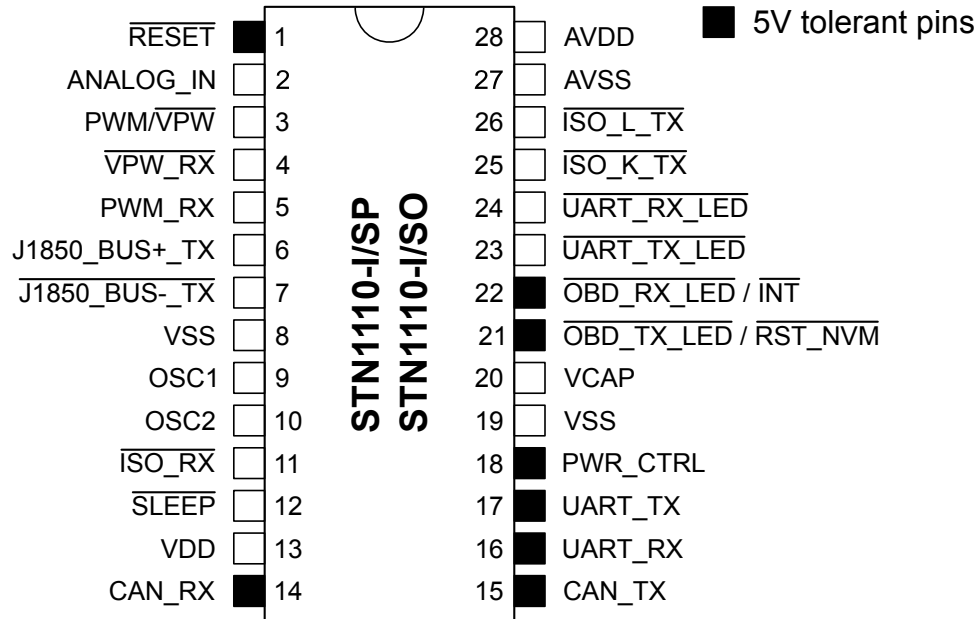 5V tolerant pins
RESET 1
ANALOG_IN 2
PWM/VPW 3
VPW_RX 4
PWM_RX 5
J1850_BUS+_TX 6
J1850_BUS-_TX 7
VSS 8
OSC1 9
OSC2 10
ISO_RX 11
SLEEP 12
VDD 13
CAN_RX 14
STN1110-I/SP
STN1110-I/SO
28 AVDD
27 AVSS
26 ISO_L_TX
25 ISO_K_TX
24 UART_RX_LED
23 UART_TX_LED
22 OBD_RX_LED / INT
21 OBD_TX_LED / RST_NVM
20 VCAP
19 VSS
18 PWR_CTRL
17 UART_TX
16 UART_RX
15 CAN_TX